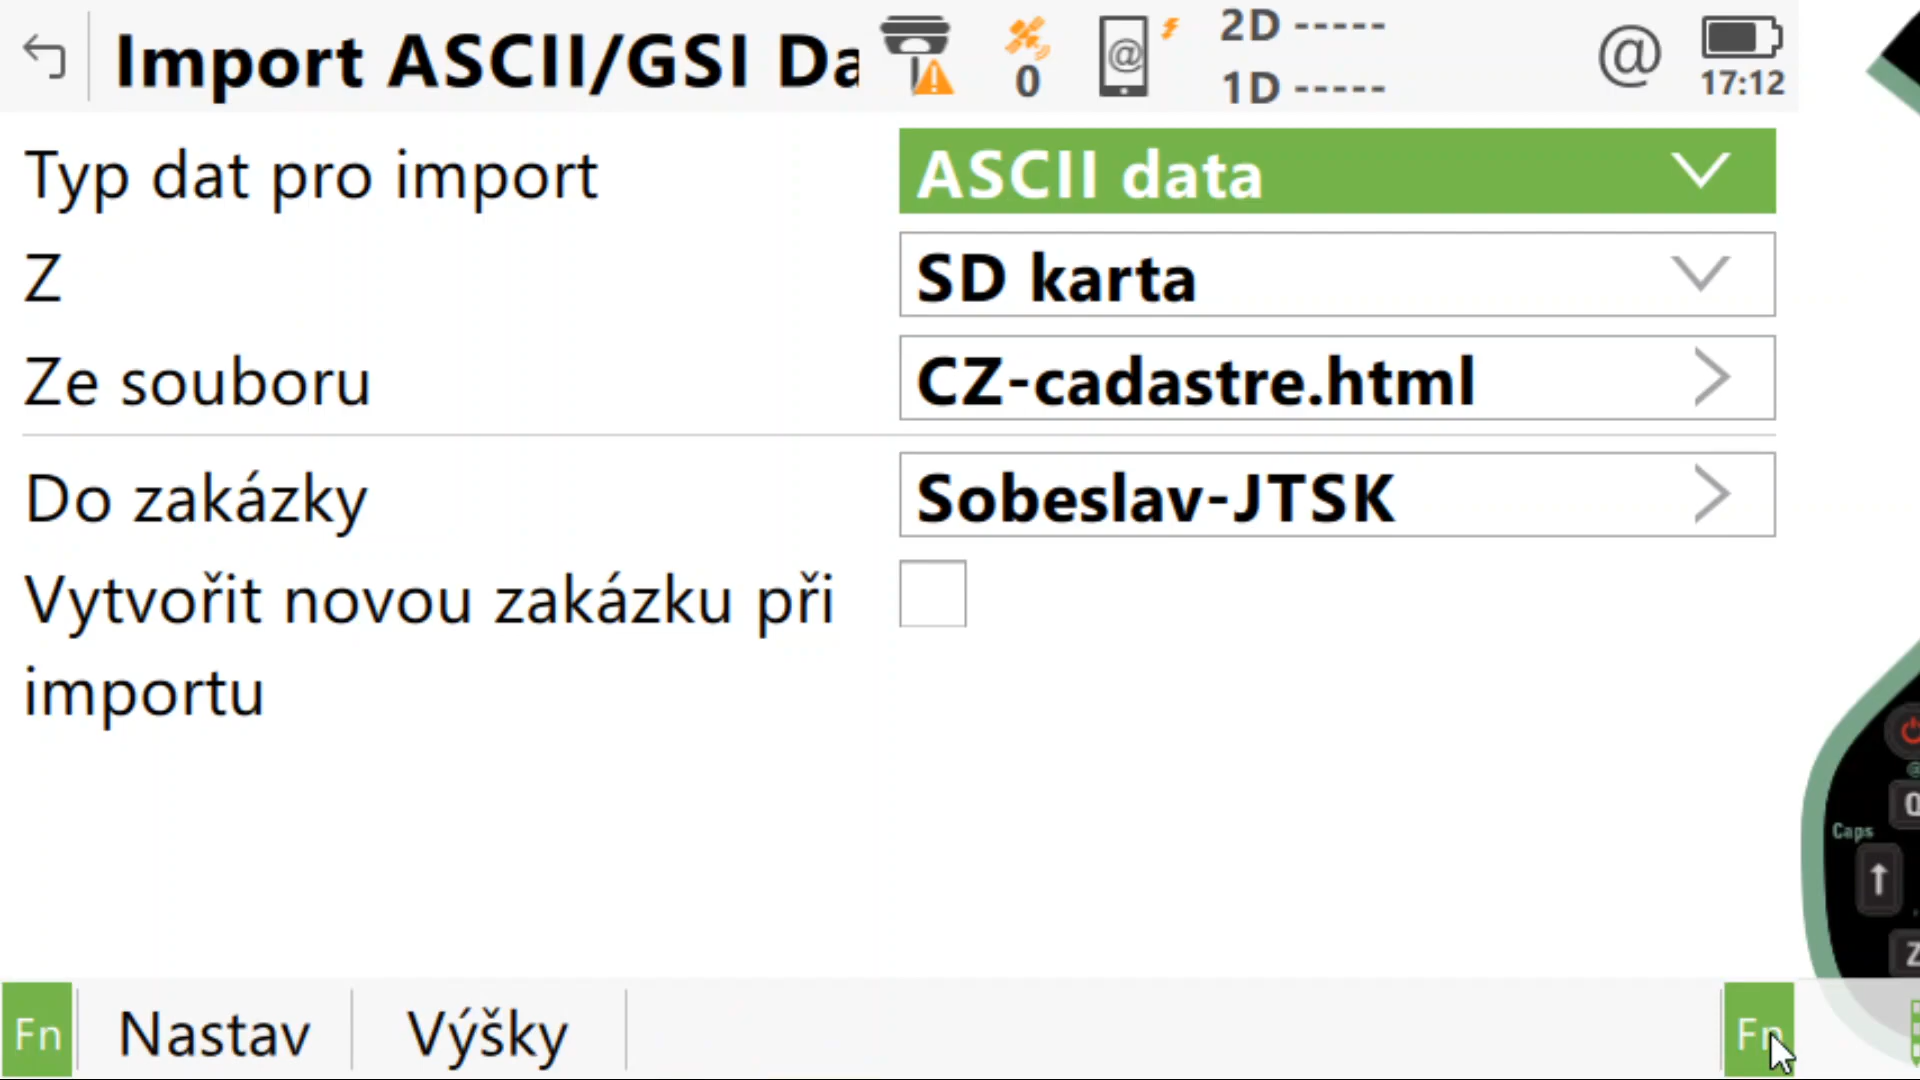 Import ASCII/GSI Da
0
@
2D -----
1D -----
@
17:12
Typ dat pro import
ASCII data
Z
SD karta
Ze souboru
CZ-cadastre.html
Do zakázky
Sobeslav-JTSK
Vytvořit novou zakázku při
importu
Caps
Fn
Nastav
Výšky
Fn